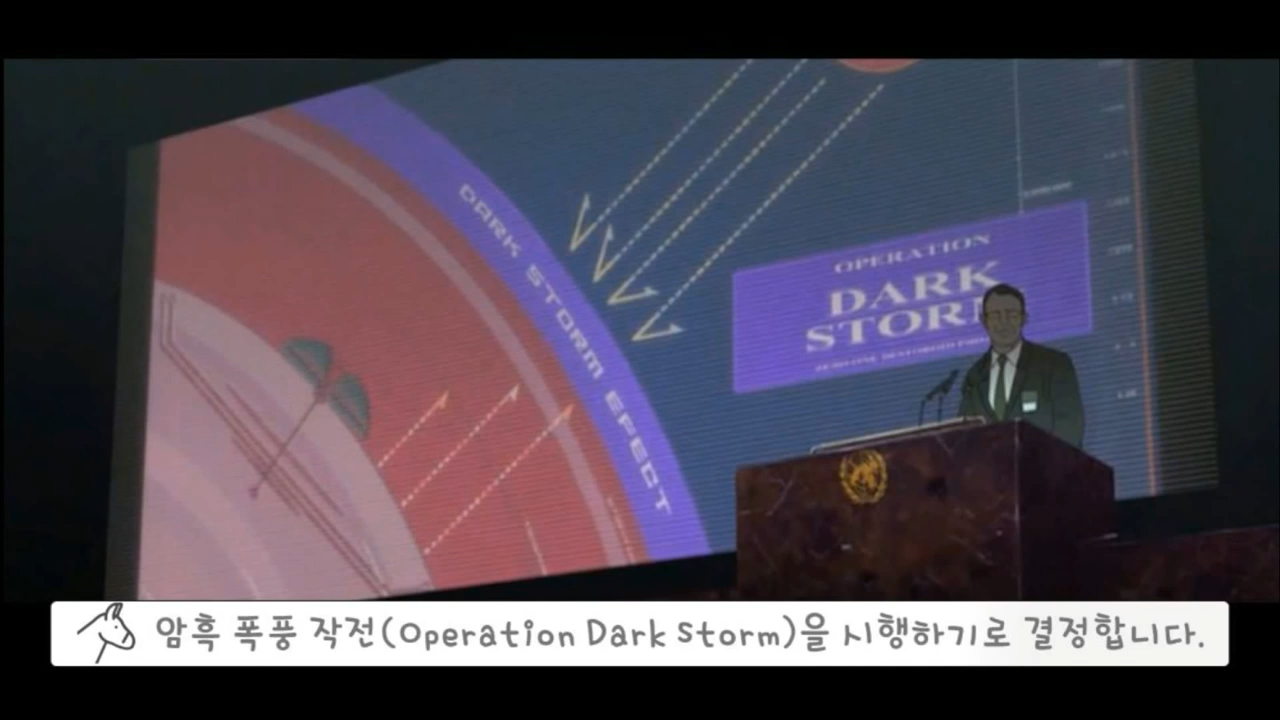 DARK STORM EFECT
OPERATION
DARK
STORM
암흑 폭풍 작전(Operation Dark Storm)을 시행하기로 결정합니다.